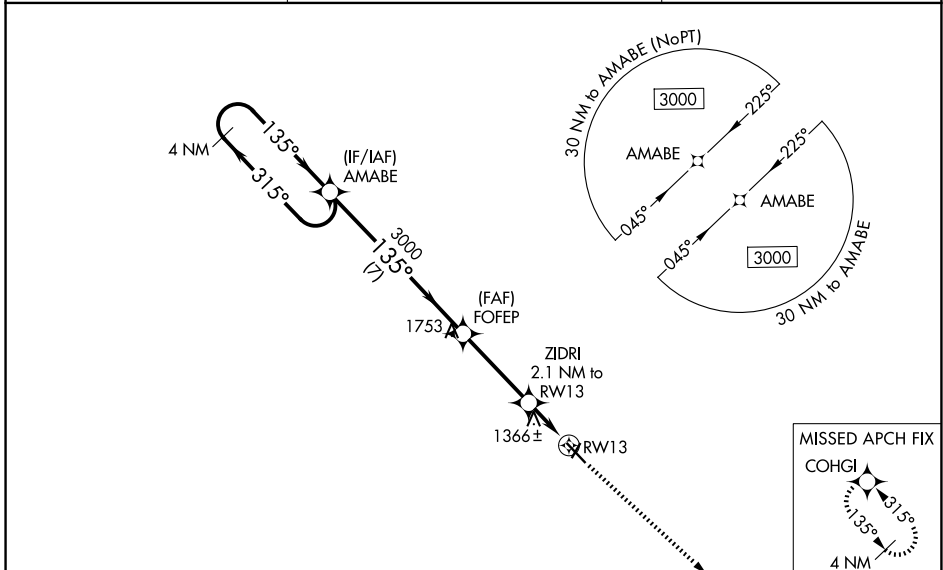 30 NM to AMABE (NoPT)
3000
225°
AMABE
045°
225°
AMABE
045°
3000
30 NM to AMABE
4 NM
135°
315°
(IF/IAF)
AMABE
3000
135°
(7)
(FAF)
FOFEP
1753
ZIDRI
2.1 NM to
RW13
1366±
RW13
MISSED APCH FIX
COHGI
315°
135°
4 NM